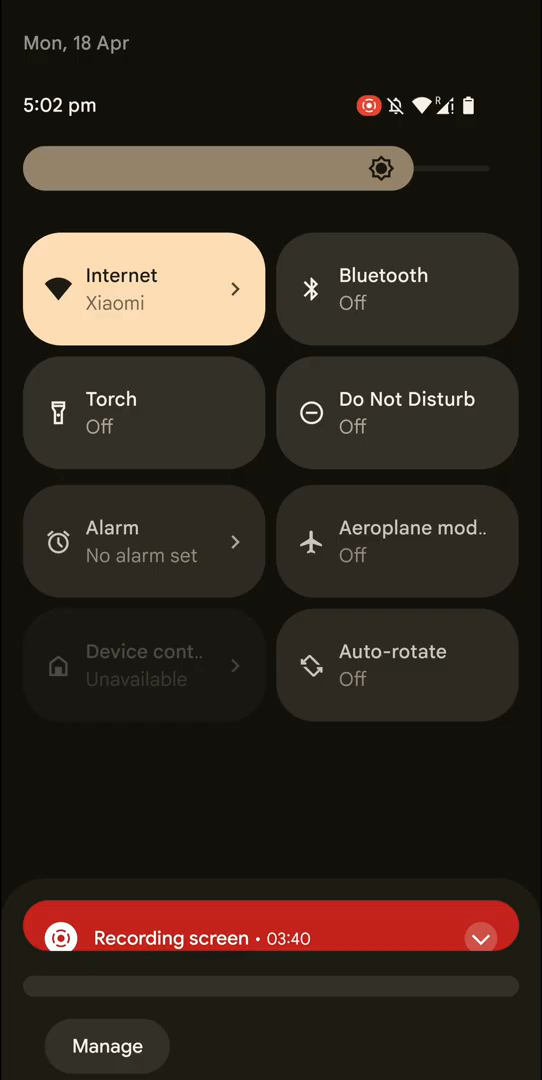 Mon, 18 Apr
5:02 pm
R
Internet
Xiaomi
Bluetooth
Off
Torch
Off
Do Not Disturb
Off
Alarm
No alarm set
Aeroplane mod..
Off
Device cont..
Unavailable
Auto-rotate
Off
Recording screen • 03:40
Manage